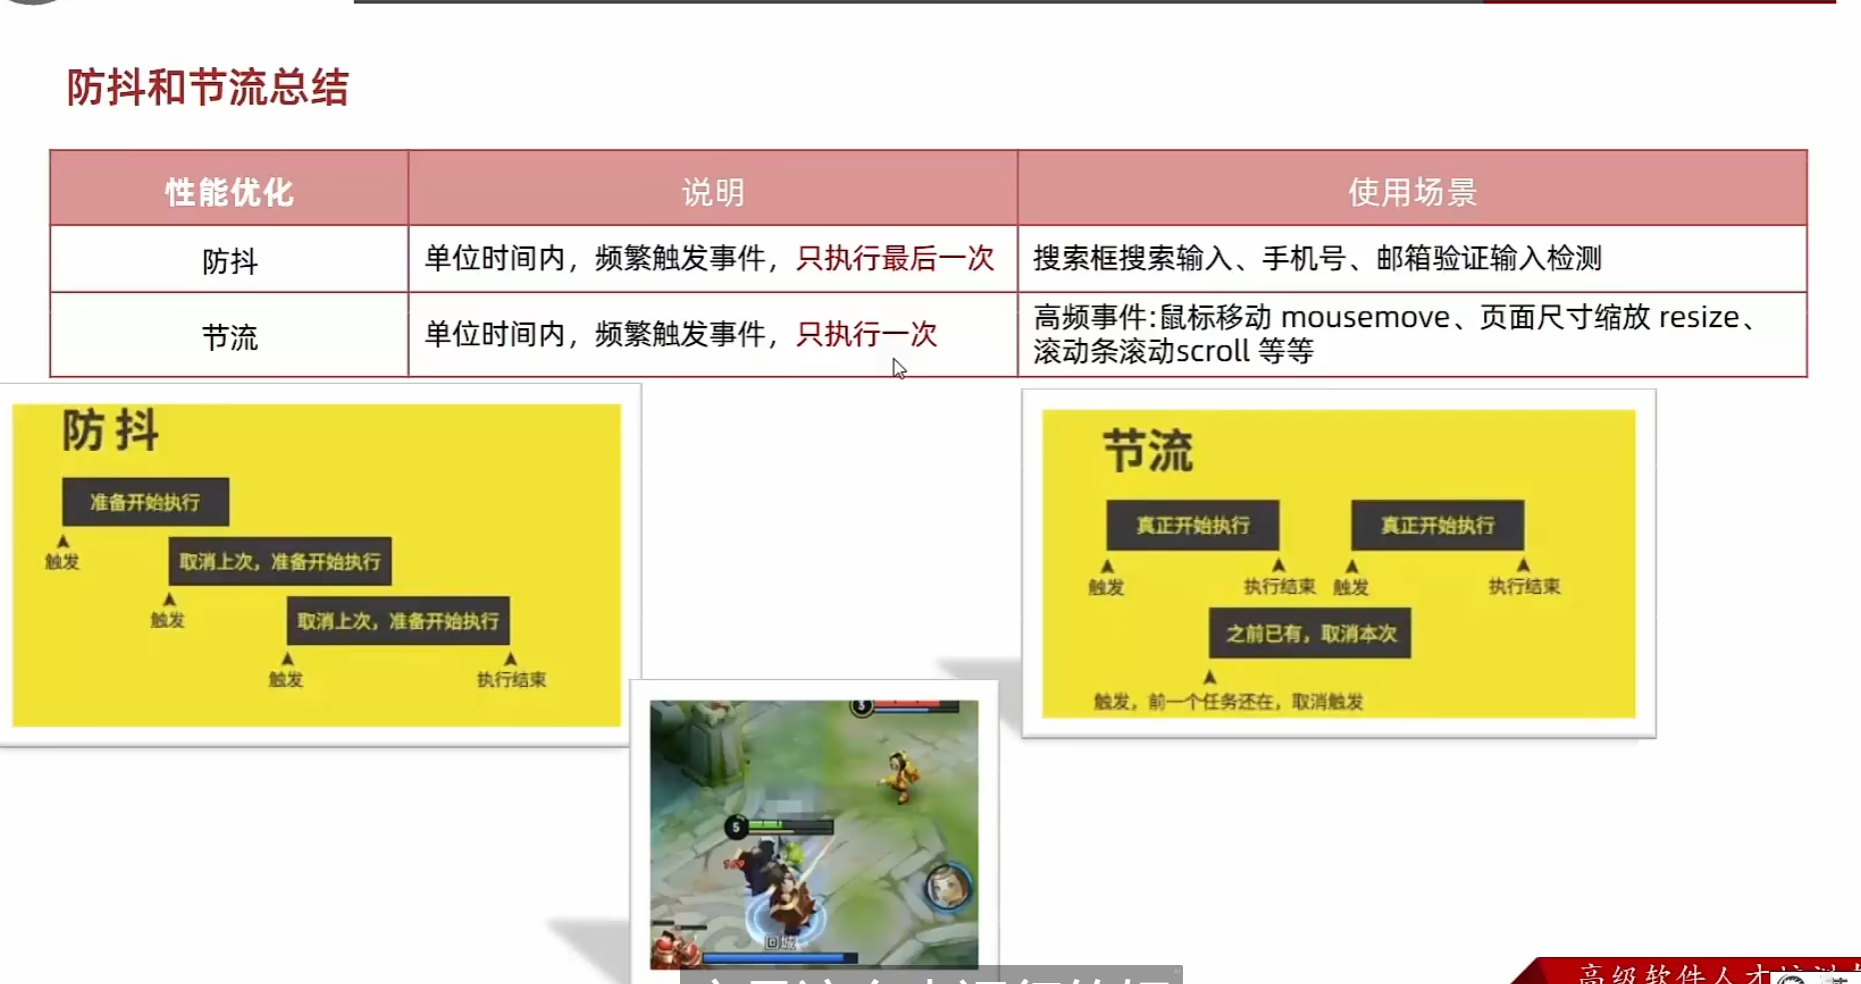 防抖和节流总结
性能优化 说明 使用场景
防抖 单位时间内，频繁触发事件，只执行最后一次 搜索框搜索输入、手机号、邮箱验证输入检测
节流 单位时间内，频繁触发事件，只执行一次 高频事件:鼠标移动 mousemove、页面尺寸缩放 resize、
滚动条滚动scroll 等等
防抖
准备开始执行
触发
取消上次，准备开始执行
触发
取消上次，准备开始执行
触发 执行结束
节流
真正开始执行 真正开始执行
触发 执行结束 触发 执行结束
之前已有，取消本次
触发，前一个任务还在，取消触发
5
5
回城
高级软件人才培训